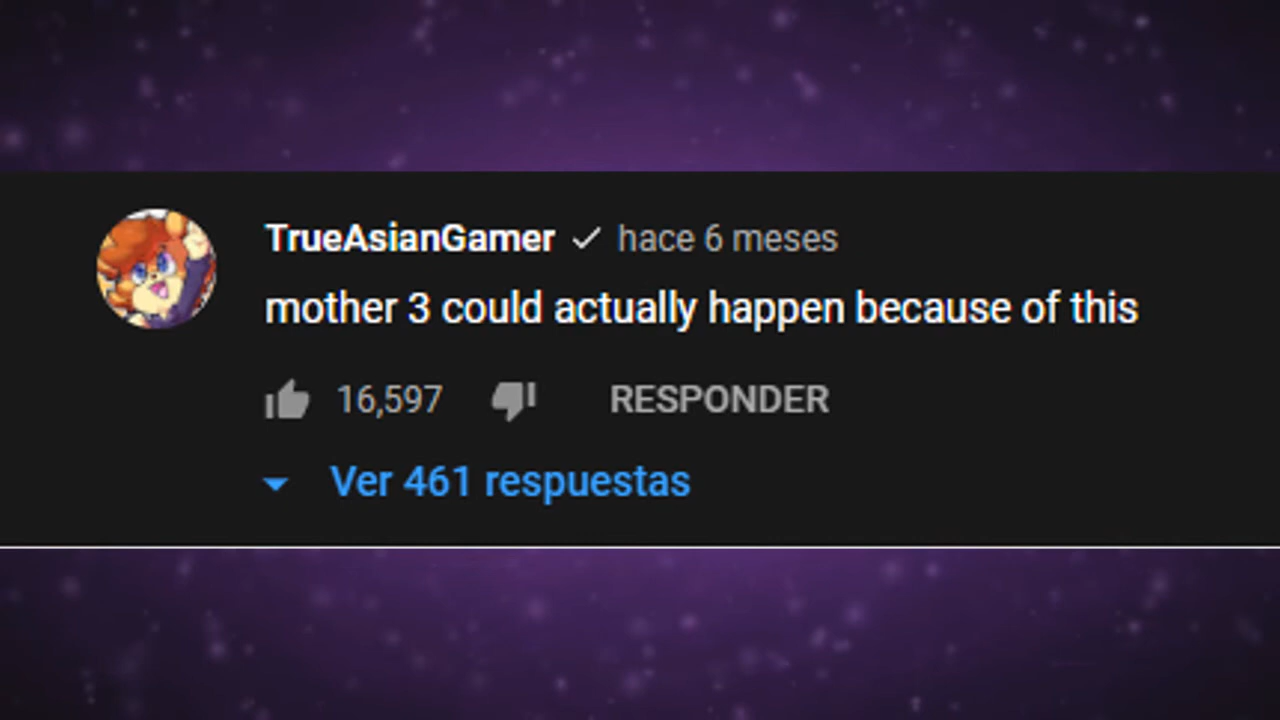 TrueAsianGamer ✓ hace 6 meses
mother 3 could actually happen because of this
16,597 RESPONDER
Ver 461 respuestas